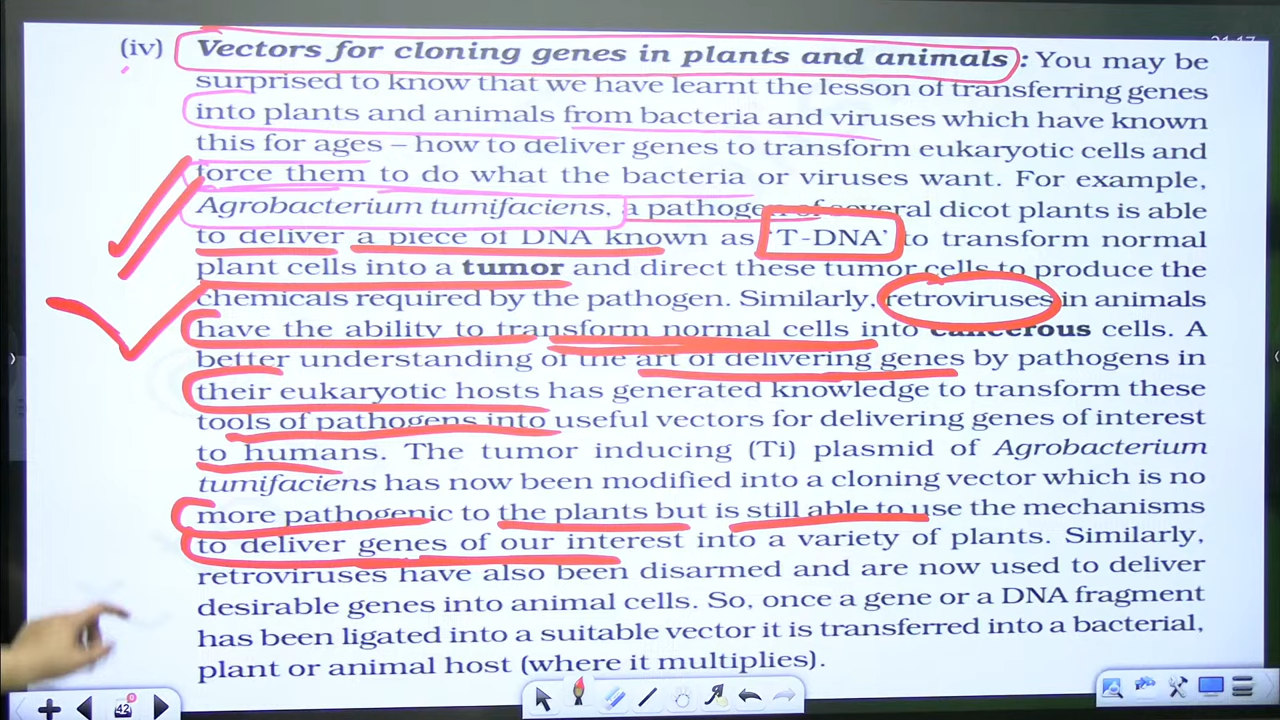 (iv) Vectors for cloning genes in plants and animals : You may be
surprised to know that we have learnt the lesson of transferring genes
into plants and animals from bacteria and viruses which have known
this for ages – how to deliver genes to transform eukaryotic cells and
force them to do what the bacteria or viruses want. For example,
Agrobacterium tumifaciens, a pathogen of several dicot plants is able
to deliver a piece of DNA known as 'T-DNA' to transform normal
plant cells into a tumor and direct these tumor cells to produce the
chemicals required by the pathogen. Similarly, retroviruses in animals
have the ability to transform normal cells into cancerous cells. A
better understanding of the art of delivering genes by pathogens in
their eukaryotic hosts has generated knowledge to transform these
tools of pathogens into useful vectors for delivering genes of interest
to humans. The tumor inducing (Ti) plasmid of Agrobacterium
tumifaciens has now been modified into a cloning vector which is no
more pathogenic to the plants but is still able to use the mechanisms
to deliver genes of our interest into a variety of plants. Similarly,
retroviruses have also been disarmed and are now used to deliver
desirable genes into animal cells. So, once a gene or a DNA fragment
has been ligated into a suitable vector it is transferred into a bacterial,
plant or animal host (where it multiplies).
42